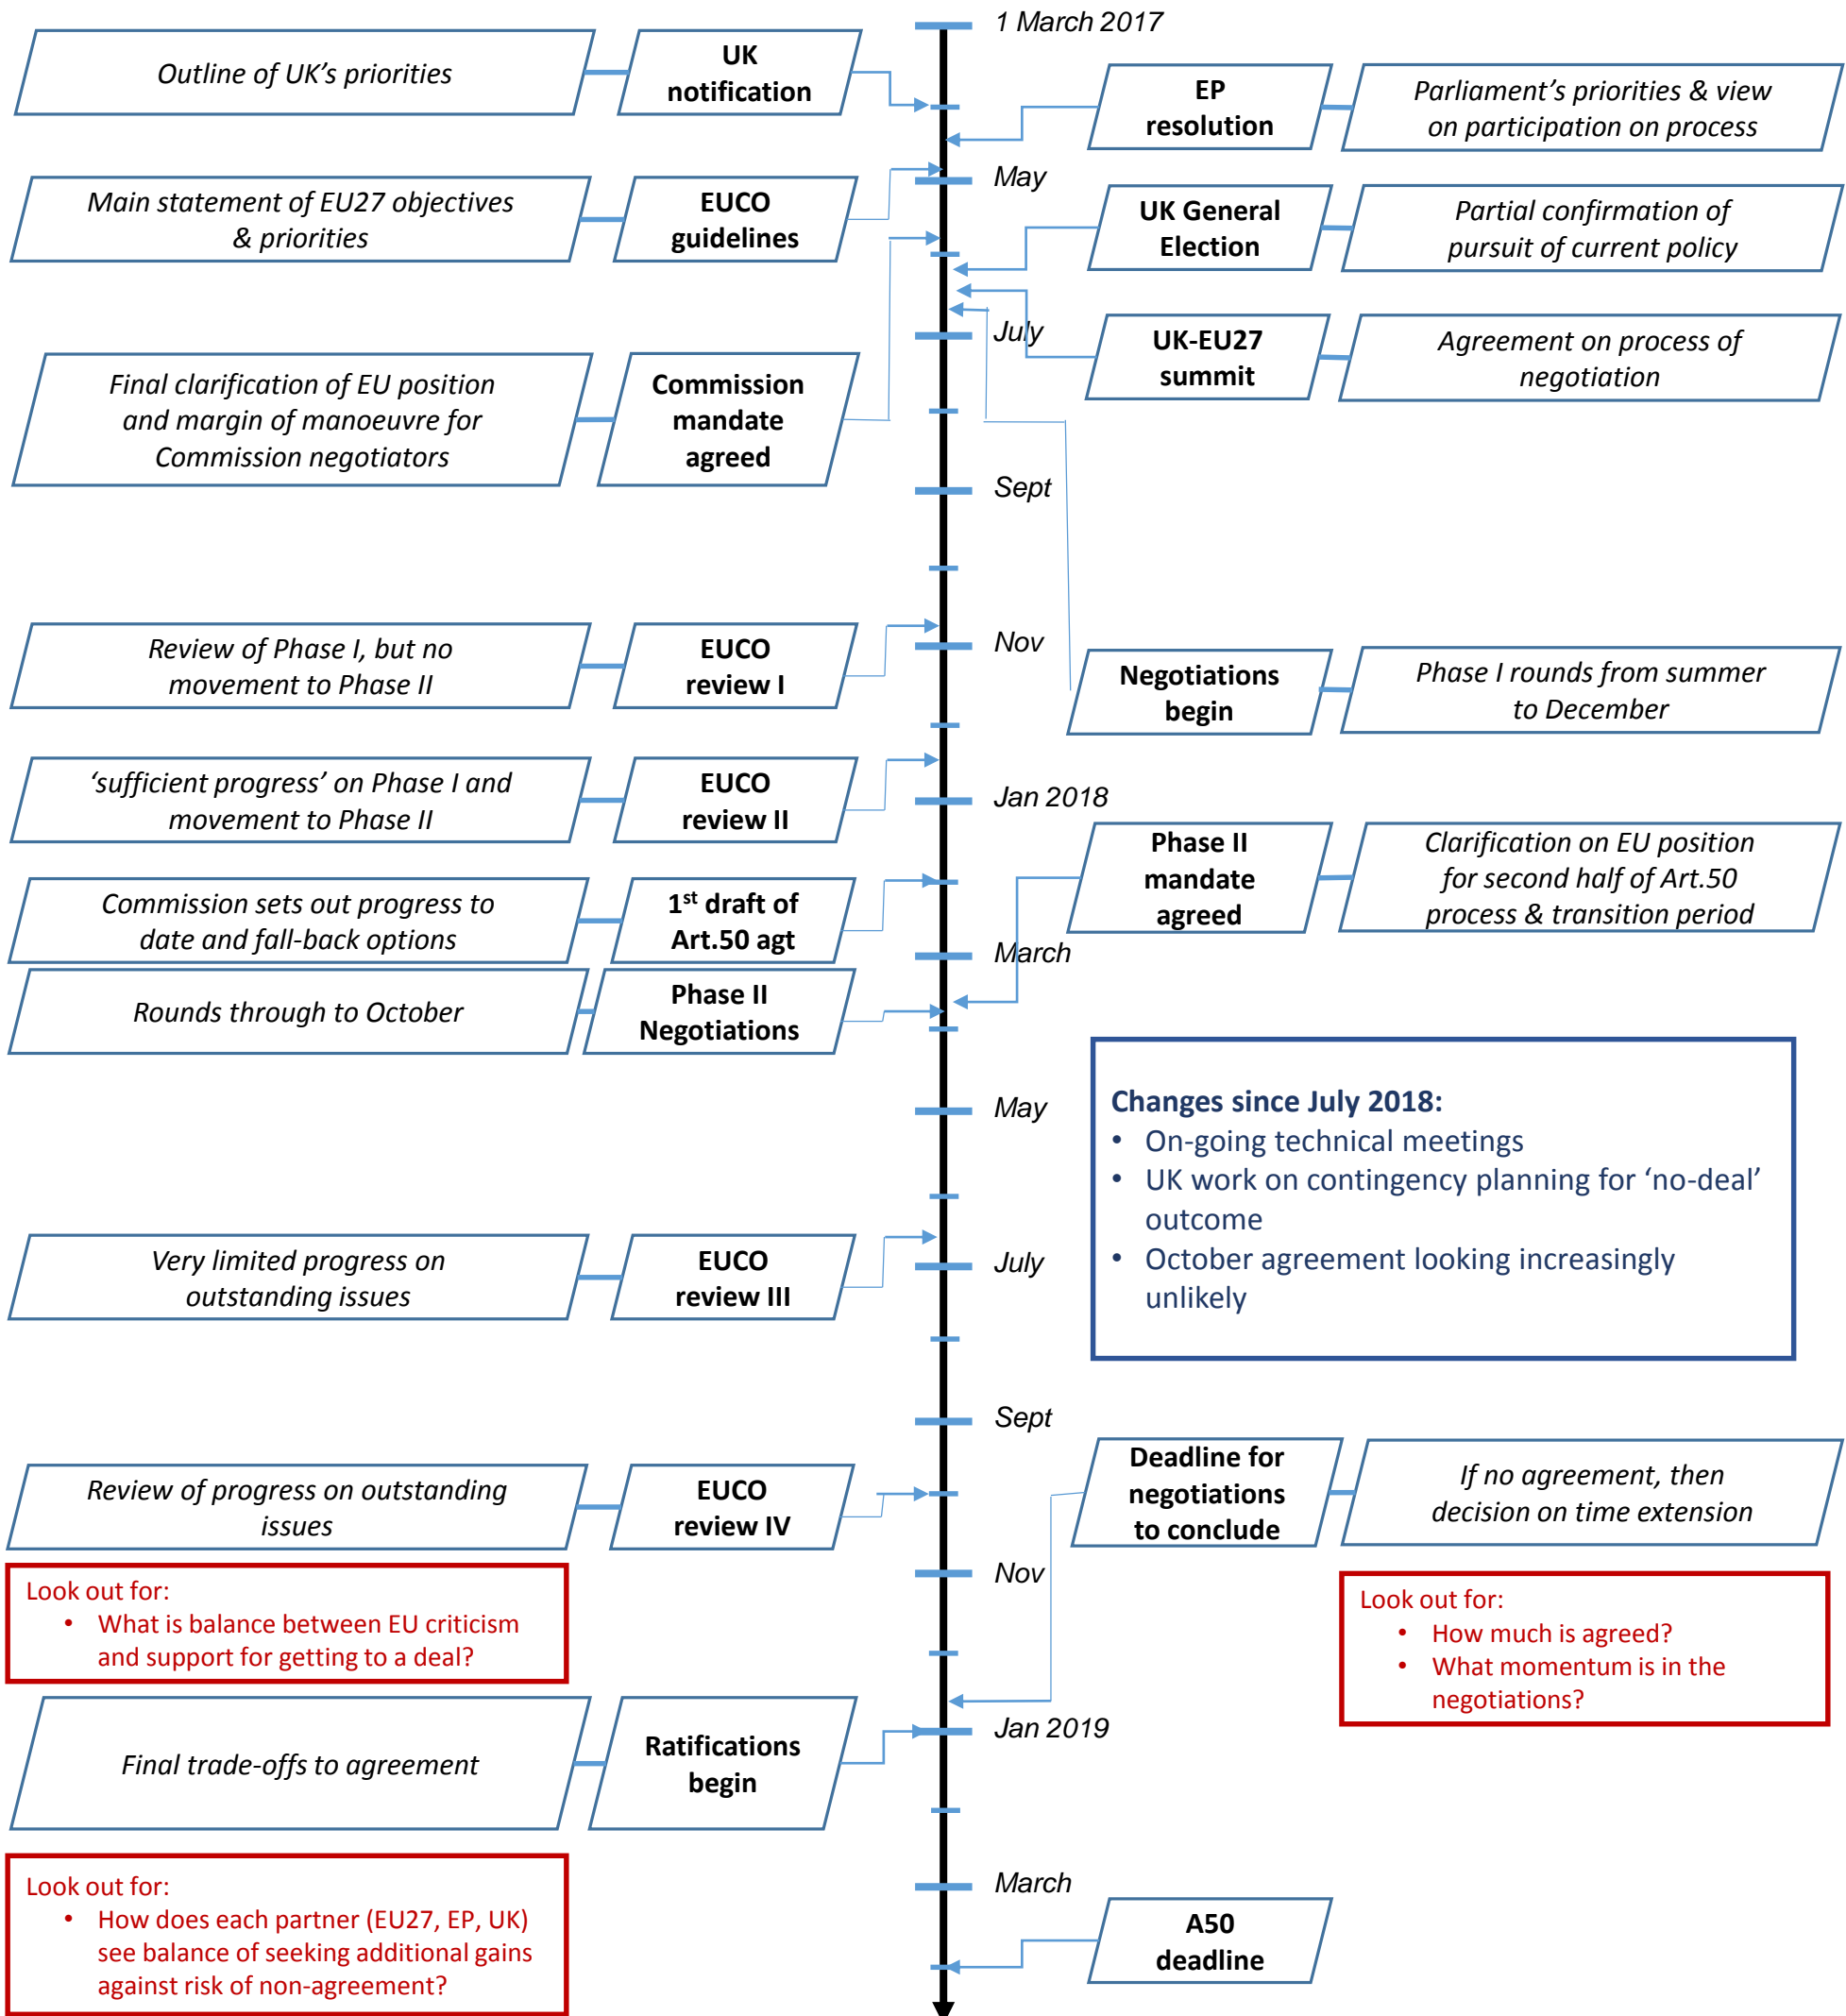 1 March 2017
Outline of UK's priorities
UK
notification
EP
resolution
Parliament's priorities & view
on participation on process
May
Main statement of EU27 objectives
& priorities
EUCO
guidelines
UK General
Election
Partial confirmation of
pursuit of current policy
July
UK-EU27
summit
Agreement on process of
negotiation
Final clarification of EU position
and margin of manoeuvre for
Commission negotiators
Commission
mandate
agreed
Sept
Review of Phase I, but no
movement to Phase II
EUCO
review I
Nov
Negotiations
begin
Phase I rounds from summer
to December
‘sufficient progress’ on Phase I and
movement to Phase II
EUCO
review II
Jan 2018
Phase II
mandate
agreed
Clarification on EU position
for second half of Art.50
process & transition period
Commission sets out progress to
date and fall-back options
1st draft of
Art.50 agt
March
Rounds through to October
Phase II
Negotiations
May
Changes since July 2018:
• On-going technical meetings
• UK work on contingency planning for ‘no-deal’
outcome
• October agreement looking increasingly
unlikely
Very limited progress on
outstanding issues
EUCO
review III
July
Sept
Review of progress on outstanding
issues
EUCO
review IV
Deadline for
negotiations
to conclude
If no agreement, then
decision on time extension
Nov
Look out for:
• What is balance between EU criticism
and support for getting to a deal?
Look out for:
• How much is agreed?
• What momentum is in the
negotiations?
Jan 2019
Final trade-offs to agreement
Ratifications
begin
March
Look out for:
• How does each partner (EU27, EP, UK)
see balance of seeking additional gains
against risk of non-agreement?
A50
deadline